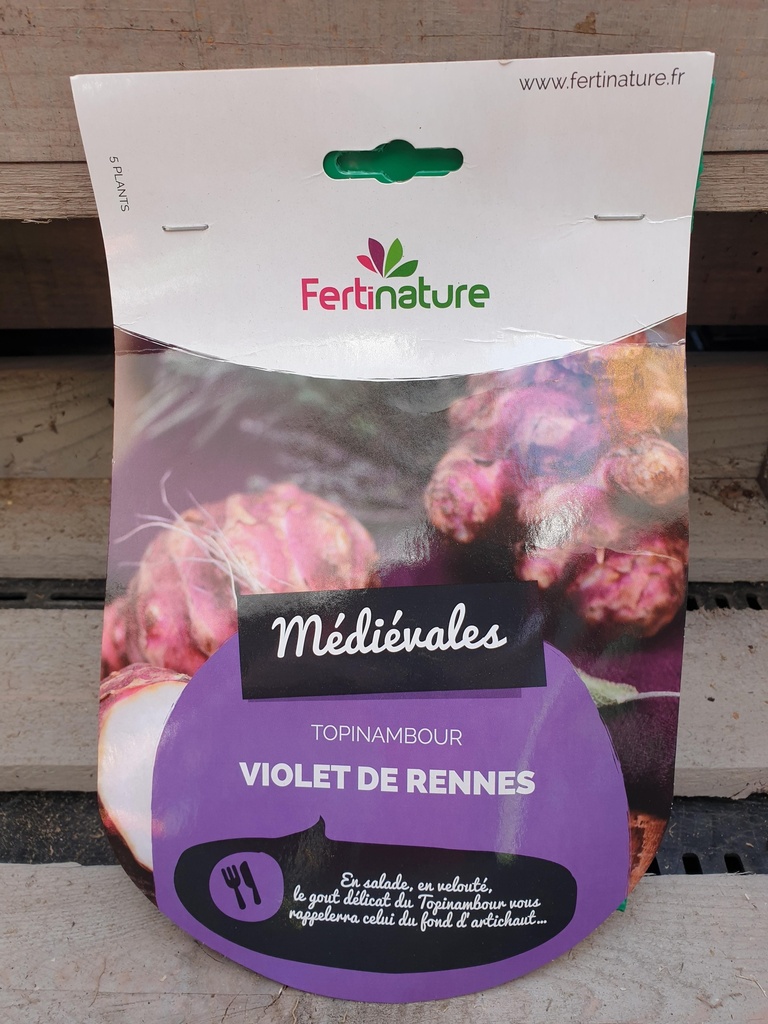 www.fertinature.fr
5 PLANTS
Fertinature
Médiévales
TOPINAMBOUR
VIOLET DE RENNES
En salade, en velouté,
le gout délicat du Topinambour vous
rappelerra celui du fond d'artichaut...